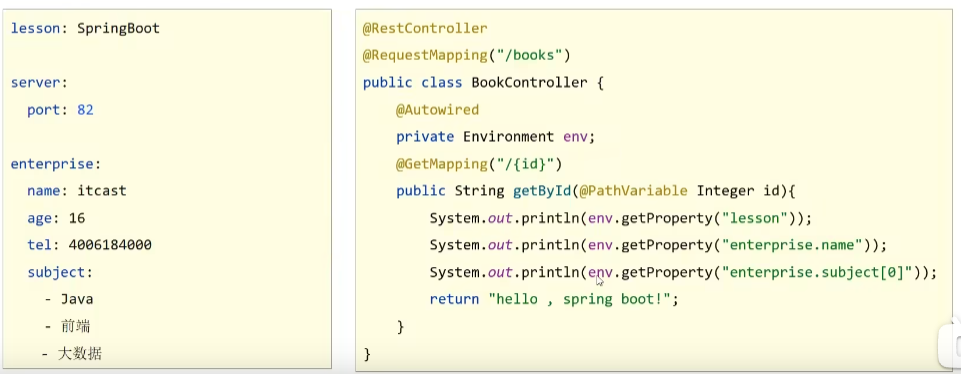 lesson: SpringBoot
server:
  port: 82
enterprise:
  name: itcast
  age: 16
  tel: 4006184000
  subject:
    - Java
    - 前端
    - 大数据
@RestController
@RequestMapping("/books")
public class BookController {
    @Autowired
    private Environment env;
    @GetMapping("/{id}")
    public String getById(@PathVariable Integer id){
        System.out.println(env.getProperty("lesson"));
        System.out.println(env.getProperty("enterprise.name"));
        System.out.println(env.getProperty("enterprise.subject[0]"));
        return "hello , spring boot!";
    }
}